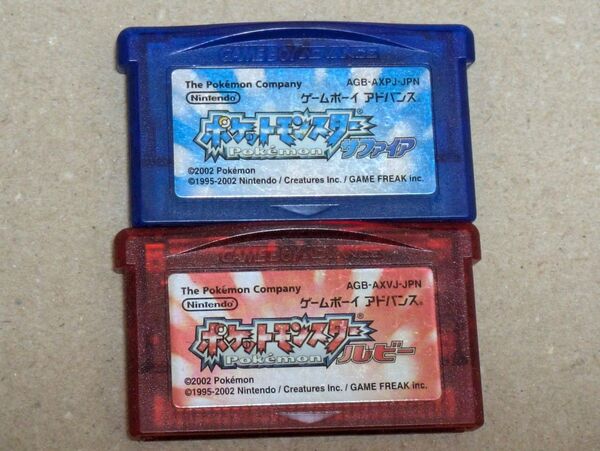 GAME BOY ADVANCE
The Pokémon Company
AGB-AXPJ-JPN
Nintendo
ゲームボーイ アドバンス
ポケットモンスター®
Pokémon サファイア
©2002 Pokémon
©1995-2002 Nintendo / Creatures Inc. / GAME FREAK inc.
GAME BOY ADVANCE
The Pokémon Company
AGB-AXVJ-JPN
Nintendo
ゲームボーイ アドバンス
ポケットモンスター®
Pokémon ルビー
©2002 Pokémon
©1995-2002 Nintendo / Creatures Inc. / GAME FREAK inc.